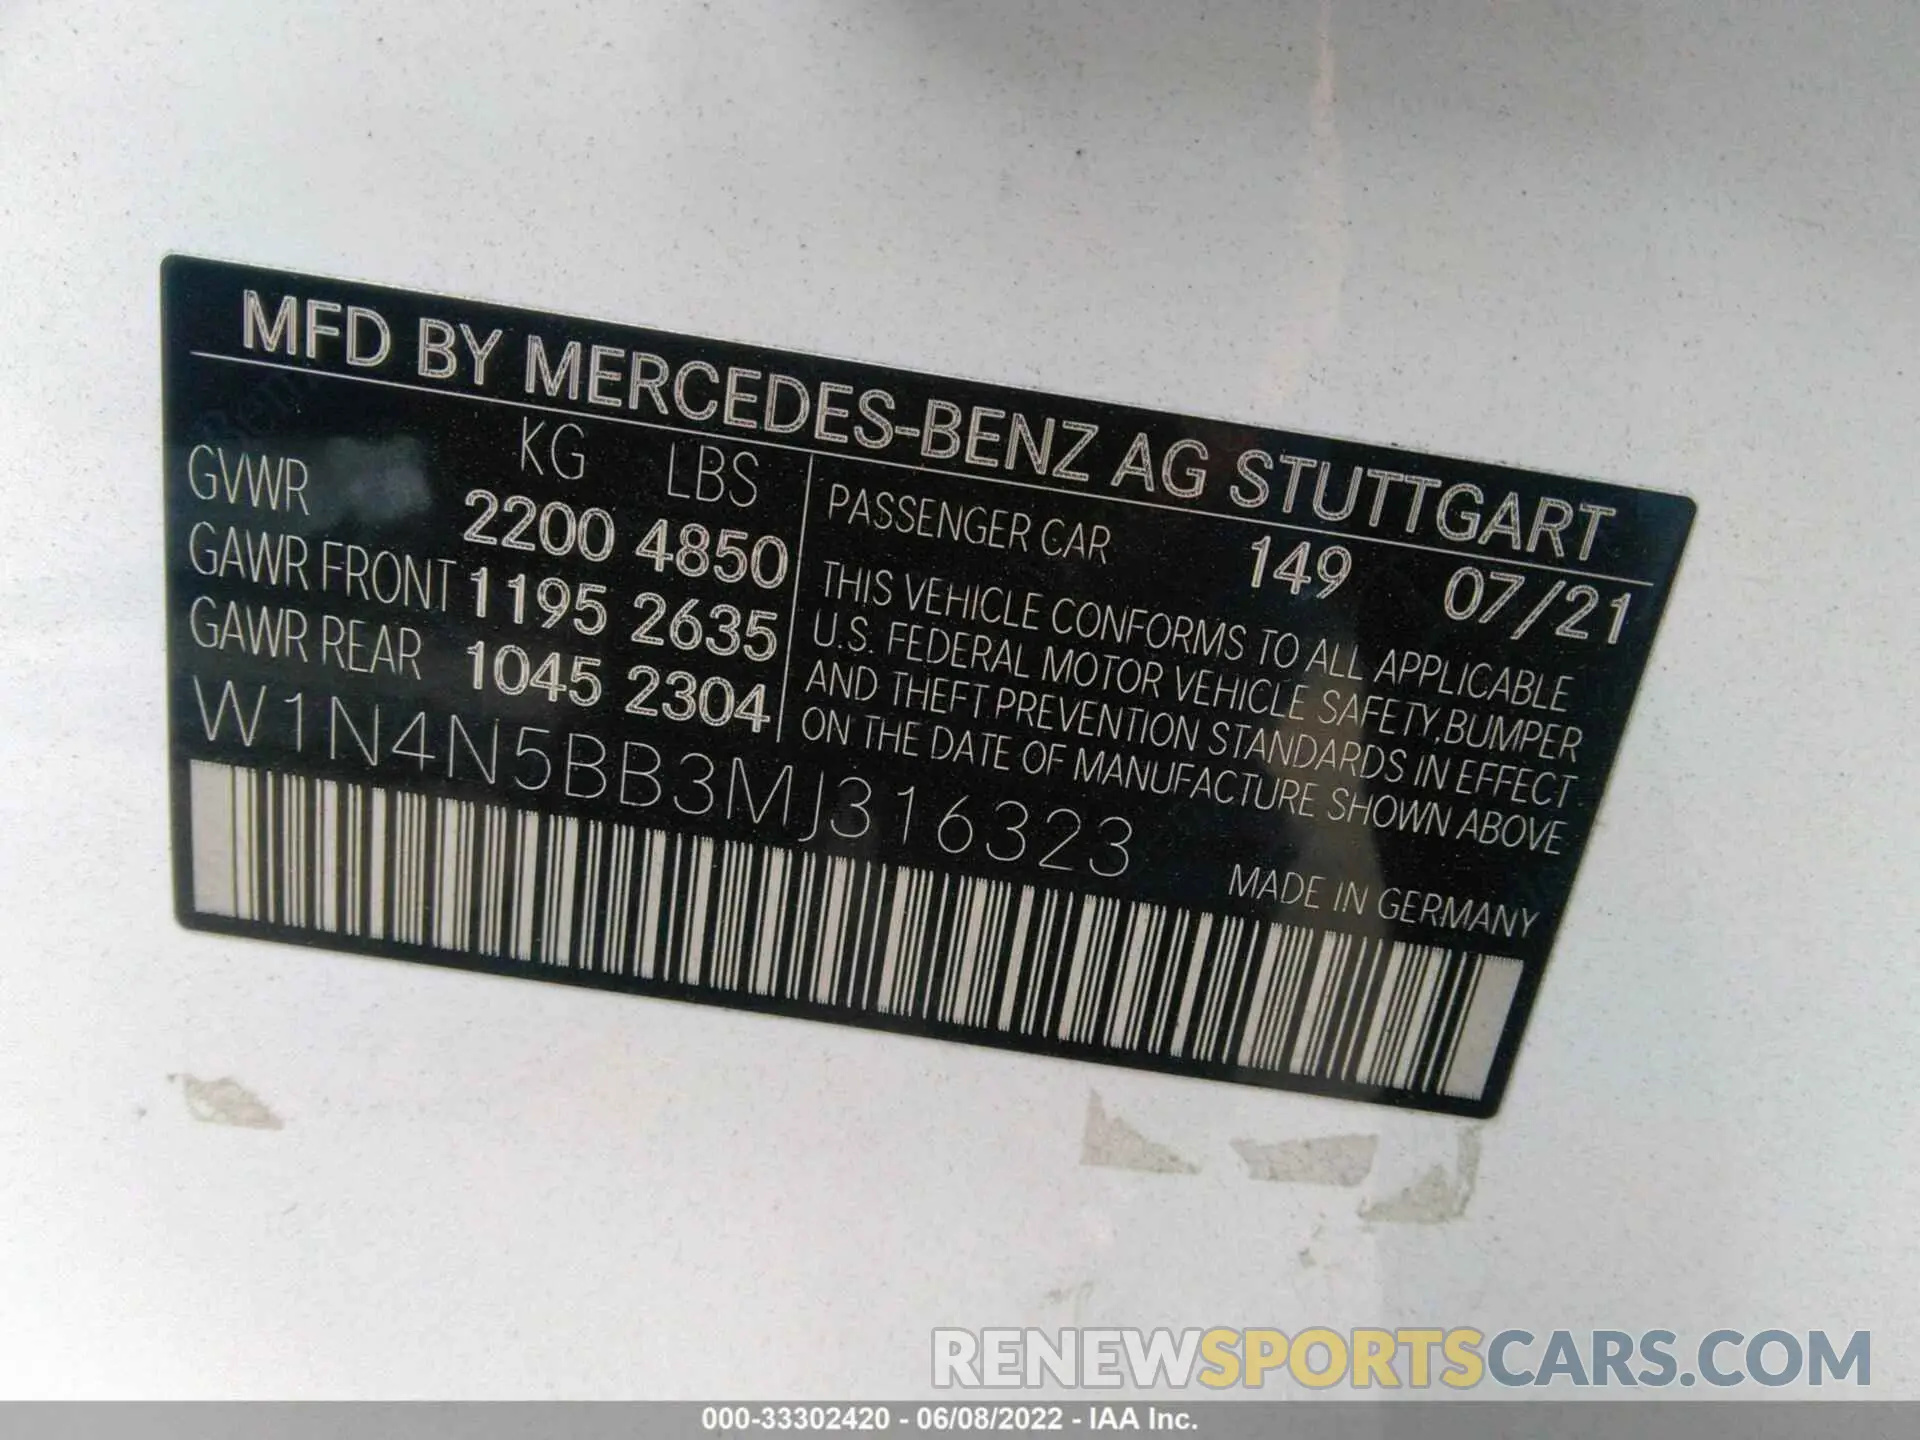 MFD BY MERCEDES-BENZ AG STUTTGART
KG LBS
GVWR 2200 4850
GAWR FRONT 1195 2635
GAWR REAR 1045 2304
PASSENGER CAR 149 07/21
THIS VEHICLE CONFORMS TO ALL APPLICABLE
U.S. FEDERAL MOTOR VEHICLE SAFETY, BUMPER
AND THEFT PREVENTION STANDARDS IN EFFECT
ON THE DATE OF MANUFACTURE SHOWN ABOVE
W1N4N5BB3MJ316323
MADE IN GERMANY
RENEWSPORTSCARS.COM
000-33302420 - 06/08/2022 - IAA Inc.